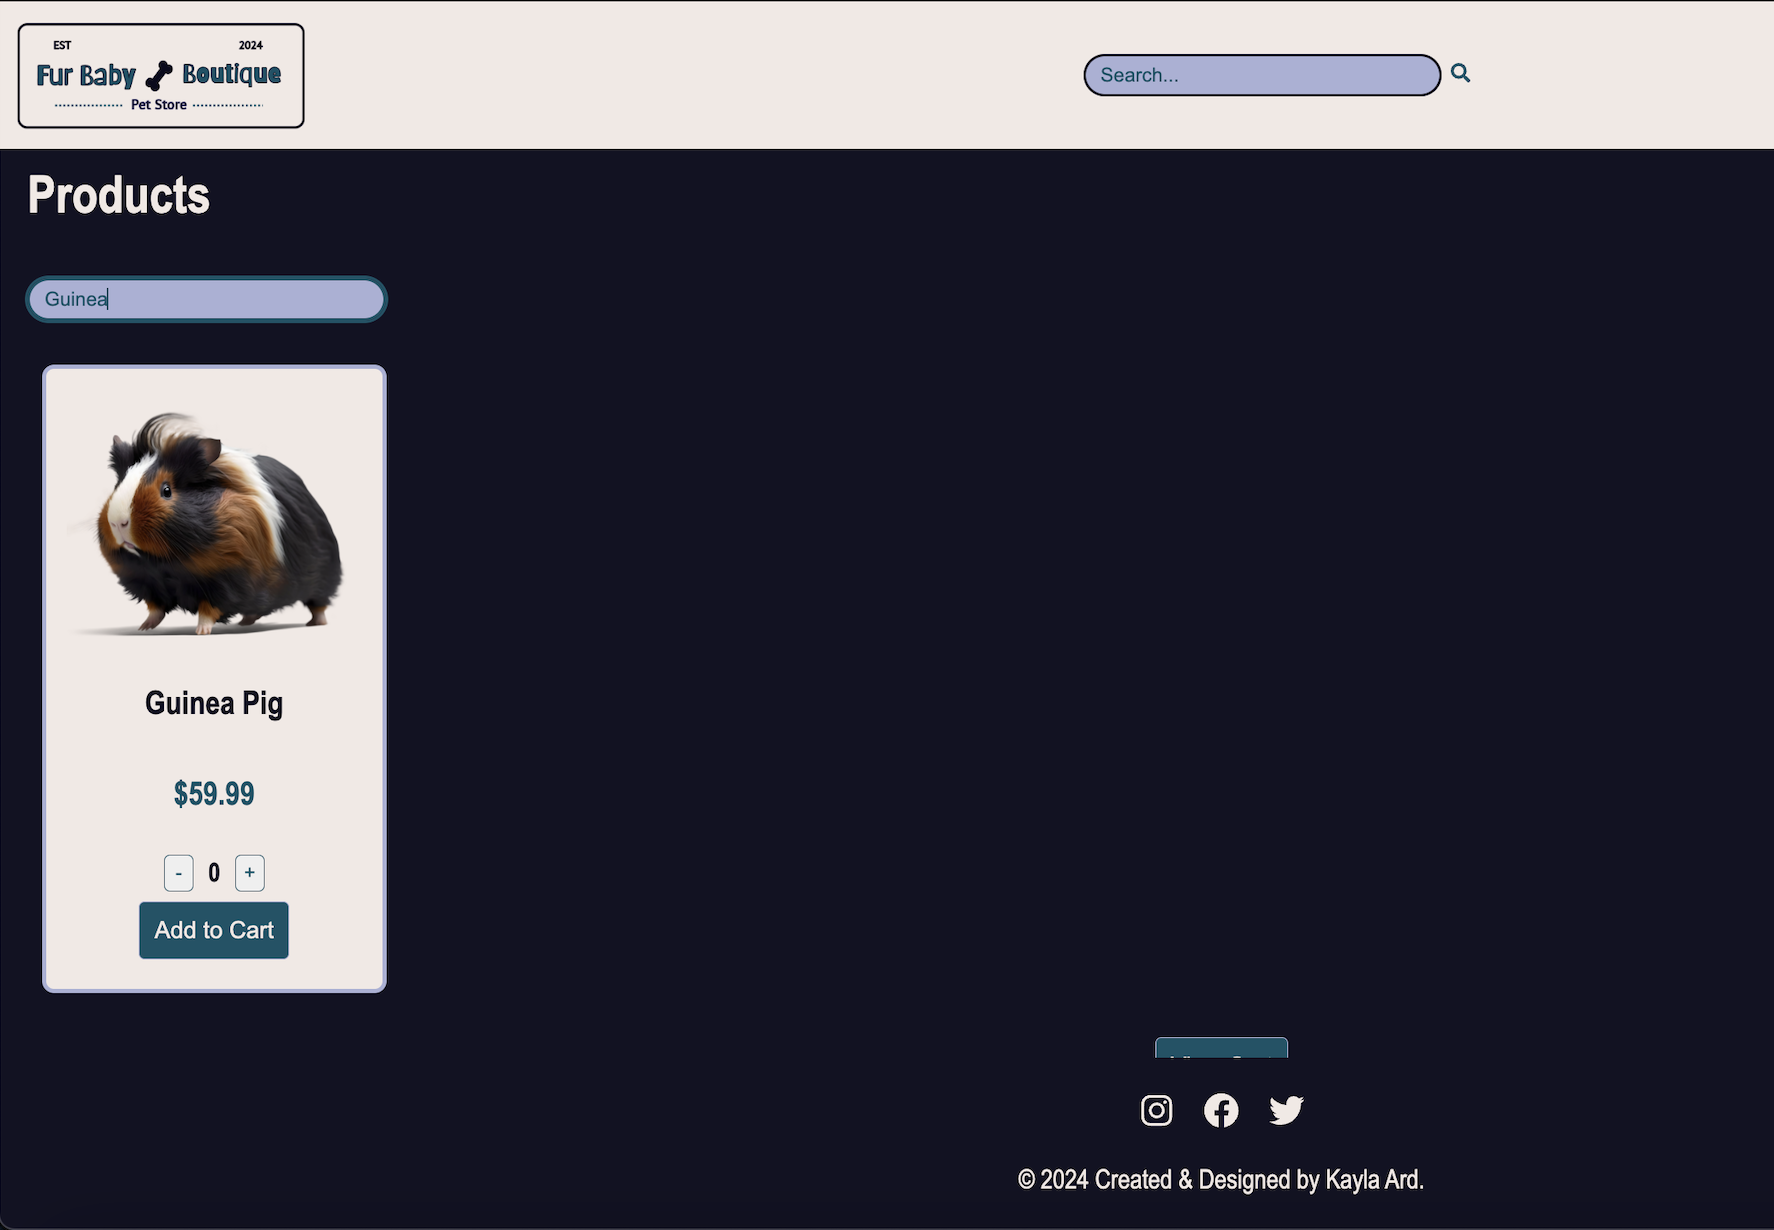 EST 2024
Fur Baby Boutique
Pet Store
Search...
Products
Guinea
Guinea Pig
$59.99
- 0 +
Add to Cart
© 2024 Created & Designed by Kayla Ard.